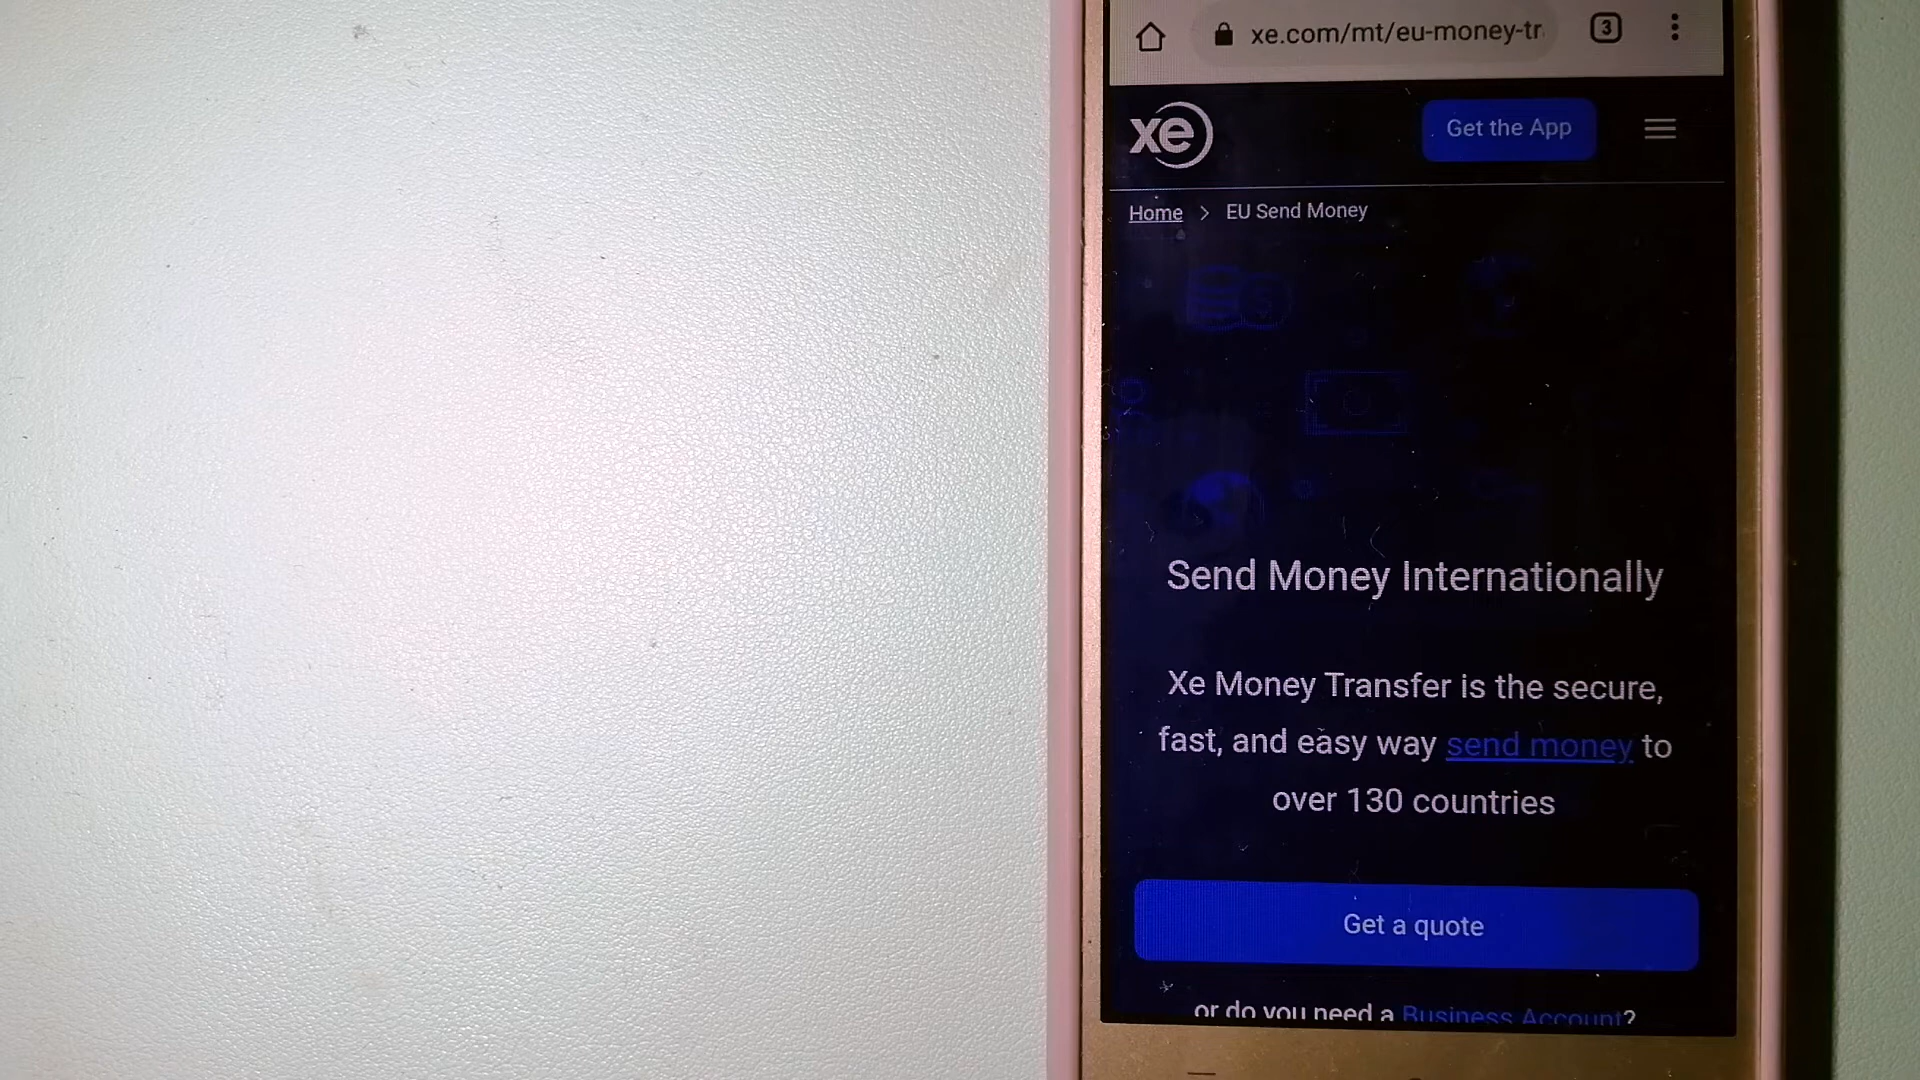 xe.com/mt/eu-money-tr
3
xe
Get the App
Home > EU Send Money
Send Money Internationally
Xe Money Transfer is the secure,
fast, and easy way send money to
over 130 countries
Get a quote
or do you need a Business Account?